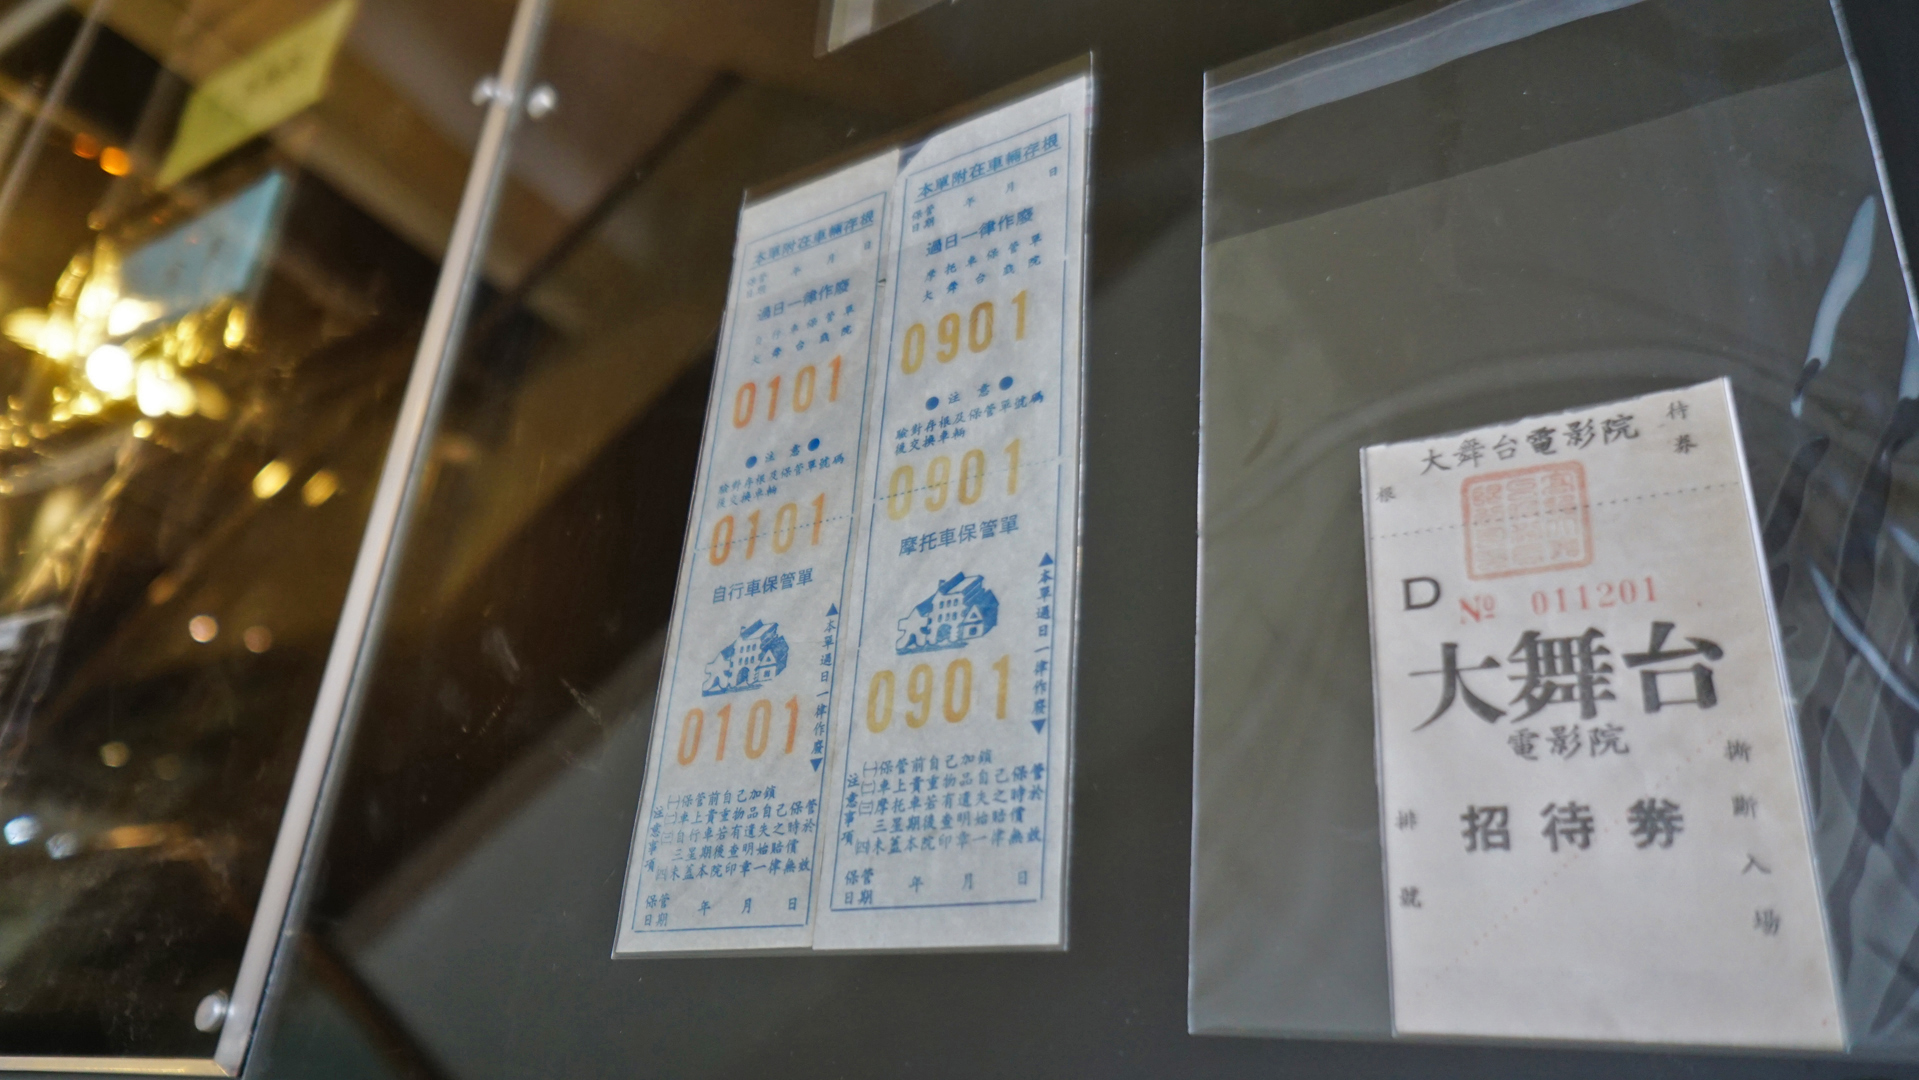 本單附在車輛存根
保管日期 年 月 日
過日一律作廢
自行車保管單
大舞台戲院
0101
●注意●
驗對存根及保管單號碼
後交換車輛
0101
自行車保管單
大舞台
▲本單過日一律作廢▼
0101
注意事項
㈠保管前自己加鎖
㈡車上貴重物品自己保管
㈢自行車若有遺失之時於
三星期後查明始賠償
㈣未蓋本院印章一律無效
保管日期 年 月 日
本單附在車輛存根
保管日期 年 月 日
過日一律作廢
摩托車保管單
大舞台戲院
0901
●注意●
驗對存根及保管單號碼
後交換車輛
0901
摩托車保管單
大舞台
▲本單過日一律作廢▼
0901
注意事項
㈠保管前自己加鎖
㈡車上貴重物品自己保管
㈢摩托車若有遺失之時於
三星期後查明始賠償
㈣未蓋本院印章一律無效
保管日期 年 月 日
待券
大舞台電影院
根
D
№ 011201
大舞台
電影院
招待券
排
號
撕斷入場